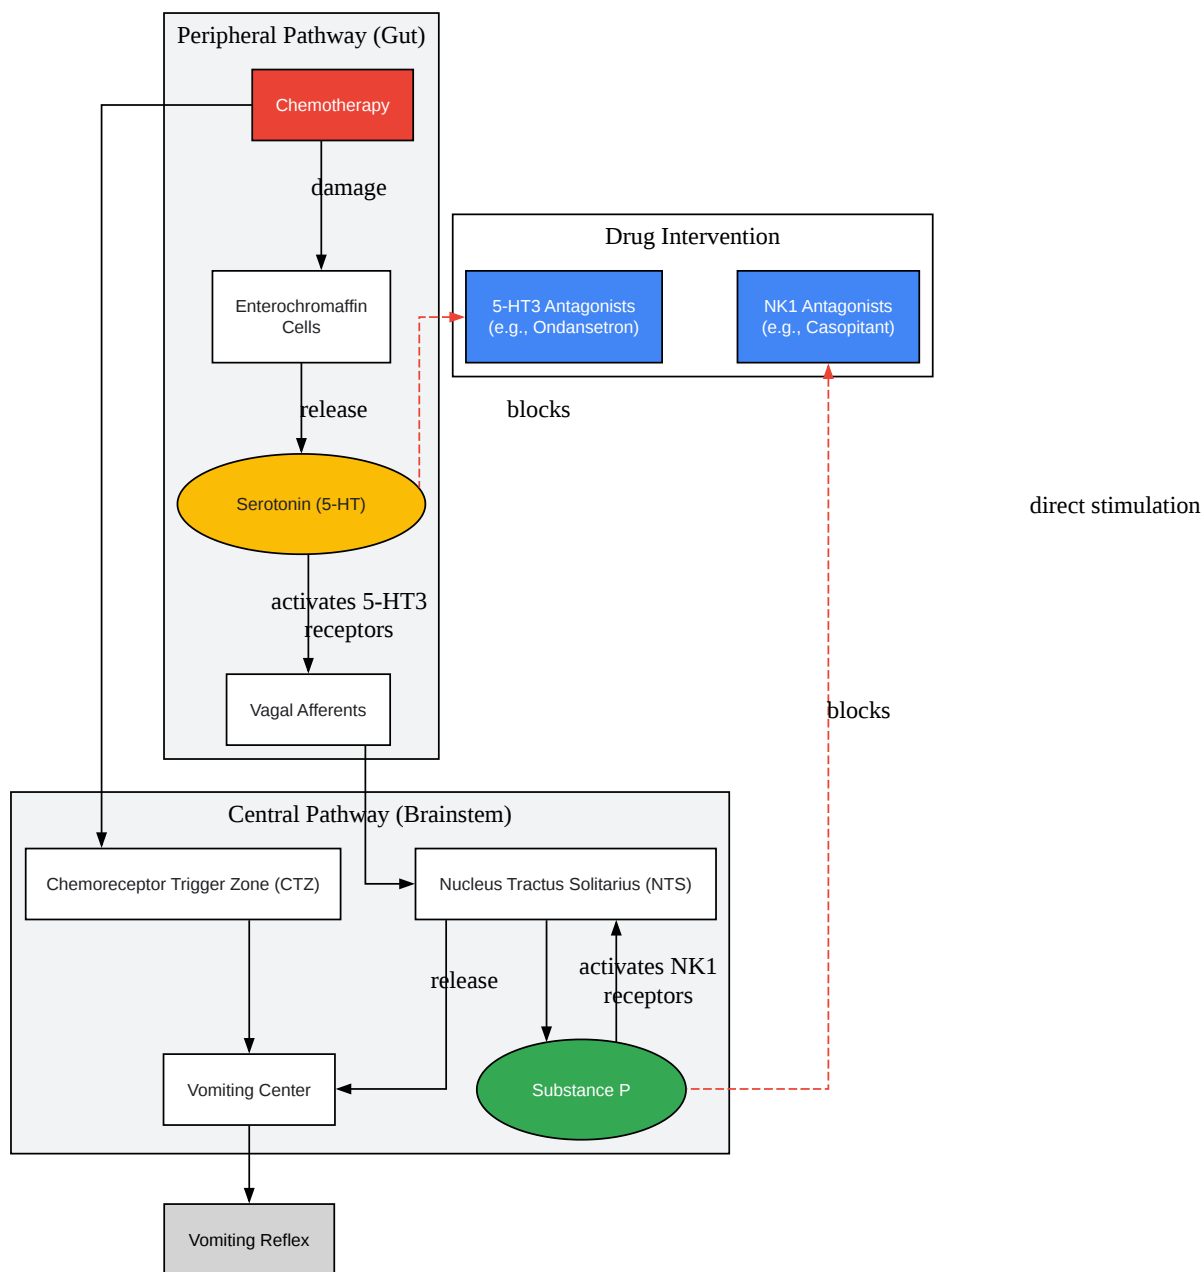 Peripheral Pathway (Gut)
Chemotherapy
damage
Drug Intervention
Enterochromaffin
Cells
5-HT3 Antagonists
(e.g., Ondansetron)
NK1 Antagonists
(e.g., Casopitant)
release
blocks
Serotonin (5-HT)
direct stimulation
activates 5-HT3
receptors
Vagal Afferents
blocks
Central Pathway (Brainstem)
Chemoreceptor Trigger Zone (CTZ)
Nucleus Tractus Solitarius (NTS)
release
activates NK1
receptors
Vomiting Center
Substance P
Vomiting Reflex